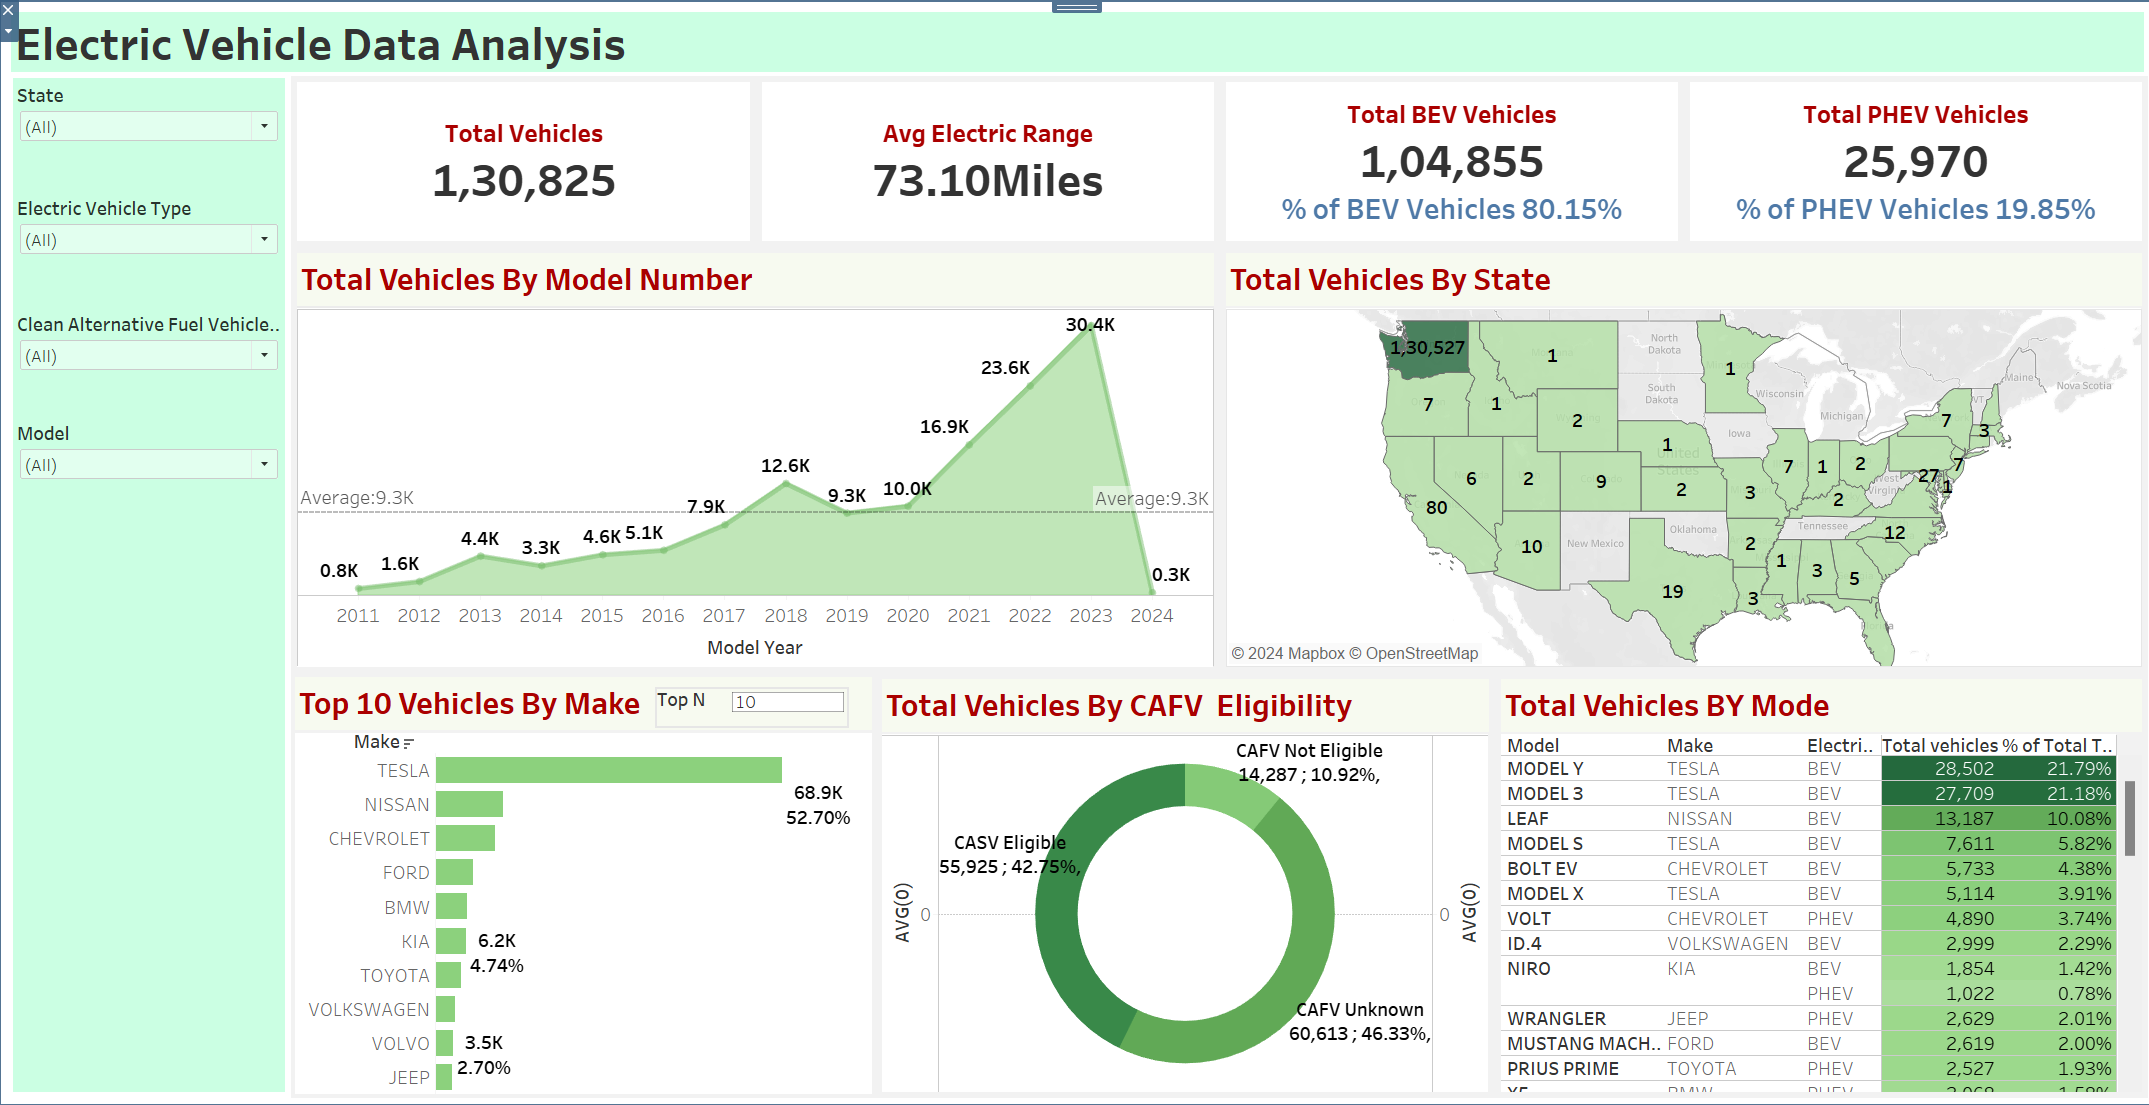 Electric Vehicle Data Analysis
State
(All)
Electric Vehicle Type
(All)
Clean Alternative Fuel Vehicle..
(All)
Model
(All)
Total Vehicles
1,30,825
Avg Electric Range
73.10Miles
Total BEV Vehicles
1,04,855
% of BEV Vehicles 80.15%
Total PHEV Vehicles
25,970
% of PHEV Vehicles 19.85%
Total Vehicles By Model Number
30.4K
23.6K
16.9K
12.6K
9.3K
10.0K
7.9K
Average:9.3K
Average:9.3K
4.4K
3.3K
4.6K
5.1K
0.8K
1.6K
0.3K
2011 2012 2013 2014 2015 2016 2017 2018 2019 2020 2021 2022 2023 2024
Model Year
Total Vehicles By State
1,30,527
1
North
Dakota
1
7
1
2
South
Dakota
Wisconsin
Michigan
VT
Maine
Nova Scotia
7
3
Iowa
1
United
States
6
2
9
2
3
7
1
2
27
7
1
West
Virgin
2
80
10
New Mexico
Oklahoma
2
Tennessee
12
19
3
1
3
5
Florida
© 2024 Mapbox © OpenStreetMap
Top 10 Vehicles By Make
Top N
10
Make
TESLA
68.9K
52.70%
NISSAN
CHEVROLET
FORD
BMW
KIA
6.2K
4.74%
TOYOTA
VOLKSWAGEN
VOLVO
3.5K
2.70%
JEEP
Total Vehicles By CAFV  Eligibility
CAFV Not Eligible
14,287 ; 10.92%,
CASV Eligible
55,925 ; 42.75%,
CAFV Unknown
60,613 ; 46.33%,
AVG(0)
0
0
AVG(0)
Total Vehicles BY Mode
Model Make Electri.. Total vehicles % of Total T..
MODEL Y TESLA BEV 28,502 21.79%
MODEL 3 TESLA BEV 27,709 21.18%
LEAF NISSAN BEV 13,187 10.08%
MODEL S TESLA BEV 7,611 5.82%
BOLT EV CHEVROLET BEV 5,733 4.38%
MODEL X TESLA BEV 5,114 3.91%
VOLT CHEVROLET PHEV 4,890 3.74%
ID.4 VOLKSWAGEN BEV 2,999 2.29%
NIRO KIA BEV 1,854 1.42%
PHEV 1,022 0.78%
WRANGLER JEEP PHEV 2,629 2.01%
MUSTANG MACH.. FORD BEV 2,619 2.00%
PRIUS PRIME TOYOTA PHEV 2,527 1.93%